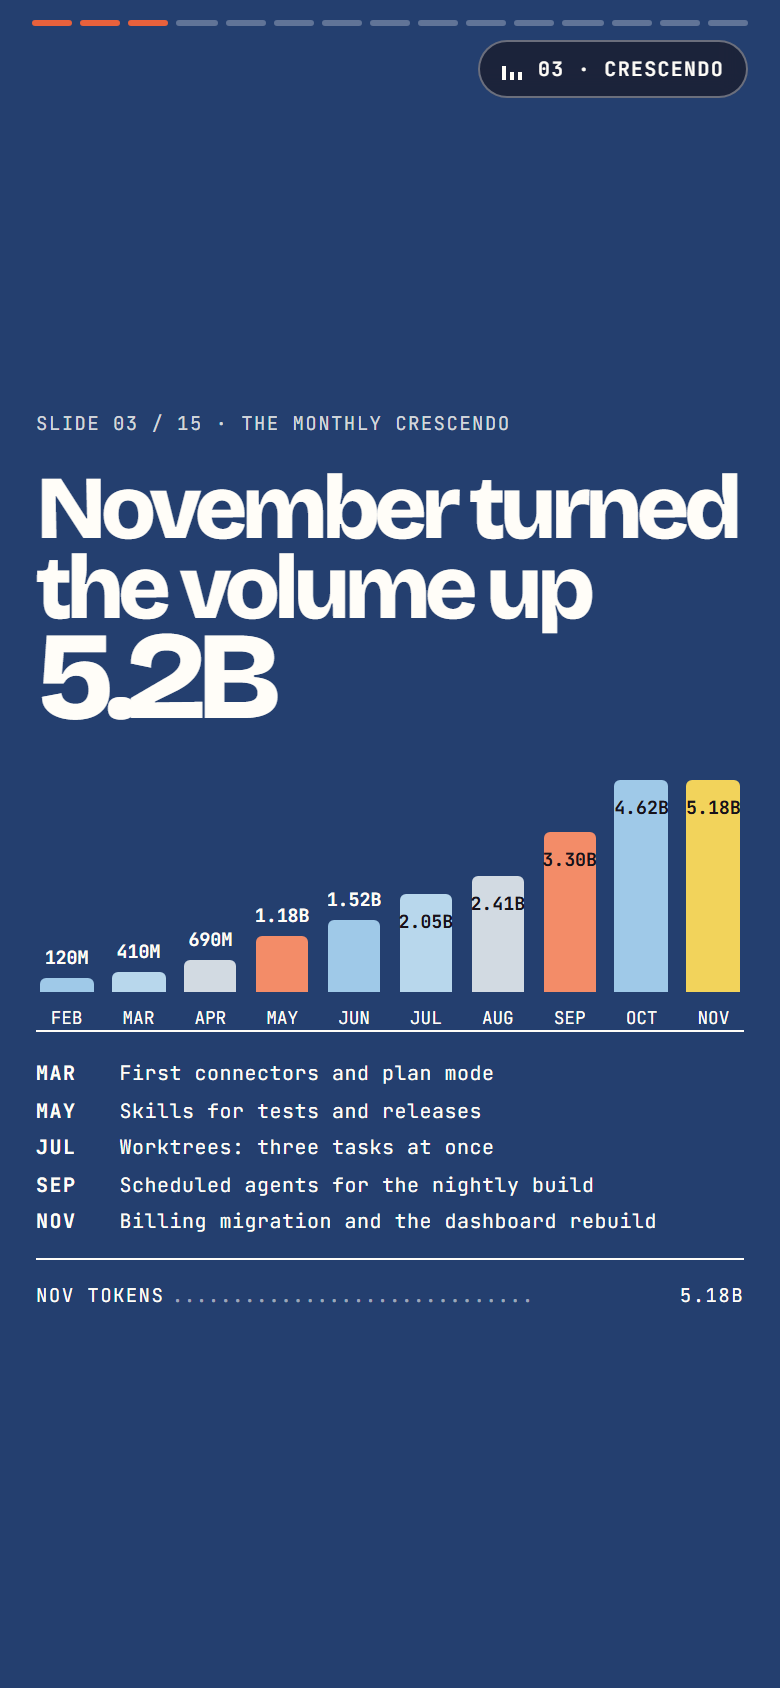 03 · CRESCENDO
SLIDE 03 / 15 · THE MONTHLY CRESCENDO
November turned
the volume up
5.2B
120M 410M 690M 1.18B 1.52B 2.05B 2.41B 3.30B 4.62B 5.18B
FEB MAR APR MAY JUN JUL AUG SEP OCT NOV
MAR First connectors and plan mode
MAY Skills for tests and releases
JUL Worktrees: three tasks at once
SEP Scheduled agents for the nightly build
NOV Billing migration and the dashboard rebuild
NOV TOKENS .............................. 5.18B